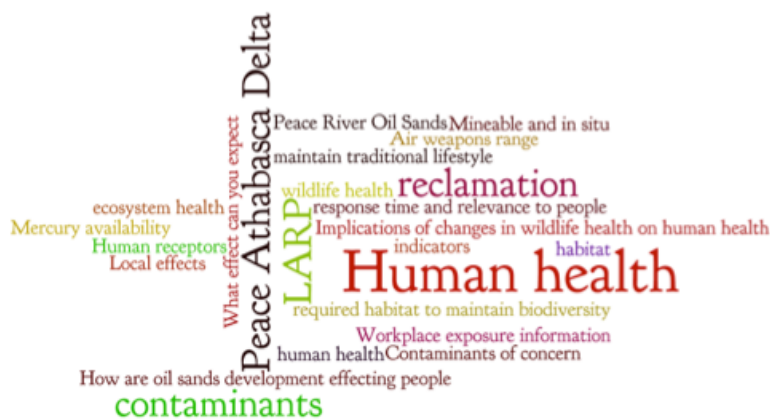 Peace Athabasca Delta
What effect can you expect
Peace River Oil Sands
Mineable and in situ
Air weapons range
maintain traditional lifestyle
wildlife health
reclamation
ecosystem health
response time and relevance to people
Mercury availability
LARP
Implications of changes in wildlife health on human health
Human receptors
indicators
habitat
Local effects
Human health
required habitat to maintain biodiversity
Workplace exposure information
human health
Contaminants of concern
How are oil sands development effecting people
contaminants